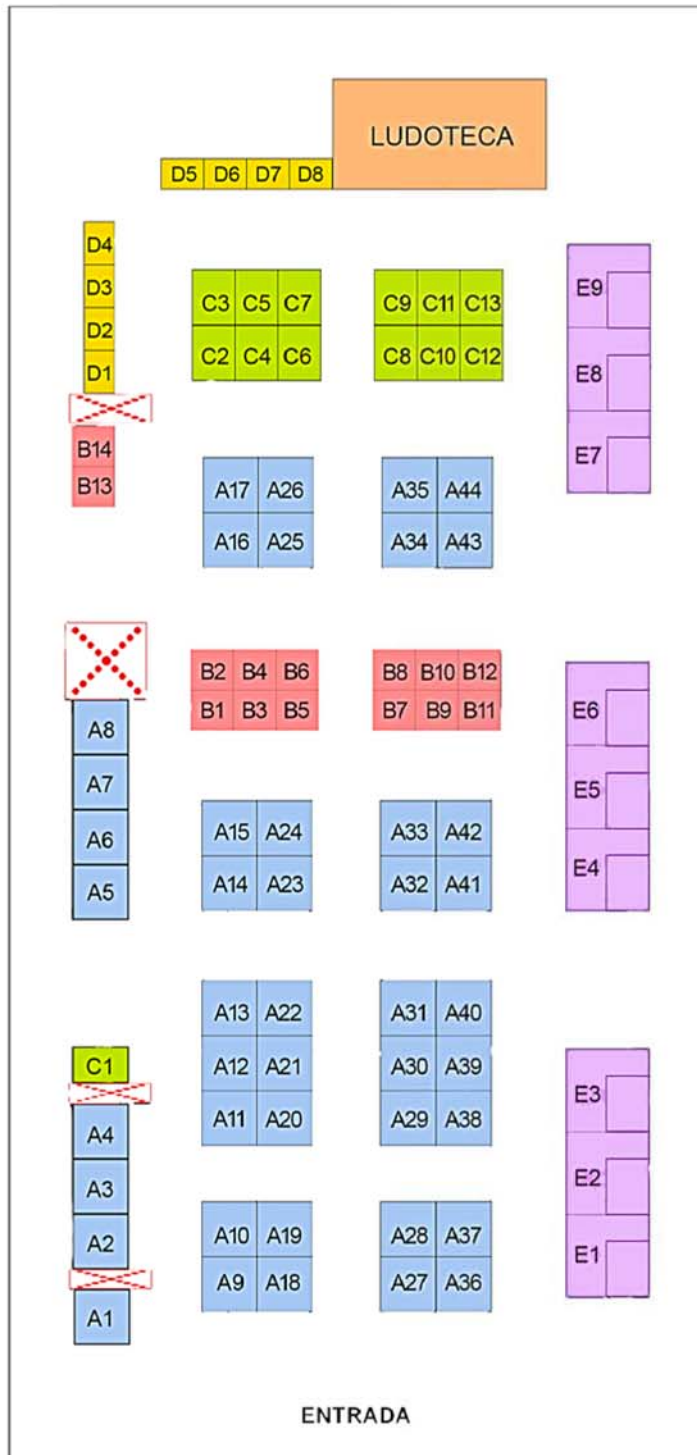 LUDOTECA
D5 D6 D7 D8
D4
D3
D2
D1
C3 C5 C7
C2 C4 C6
C9 C11 C13
C8 C10 C12
E9
E8
E7
B14
B13
A17 A26
A16 A25
A35 A44
A34 A43
B2 B4 B6
B1 B3 B5
B8 B10 B12
B7 B9 B11
E6
E5
E4
A8
A7
A6
A5
A15 A24
A14 A23
A33 A42
A32 A41
A13 A22
A12 A21
A11 A20
A31 A40
A30 A39
A29 A38
C1
A4
A3
A2
A1
E3
E2
E1
A10 A19
A9 A18
A28 A37
A27 A36
ENTRADA